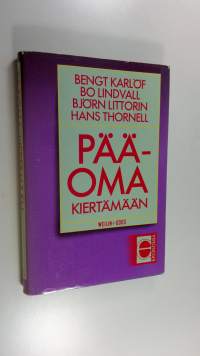 BENGT KARLÖF
BO LINDVALL
BJÖRN LITTORIN
HANS THORNELL
PÄÄ-
OMA
KIERTÄMÄÄN
WEILIN+GÖÖS